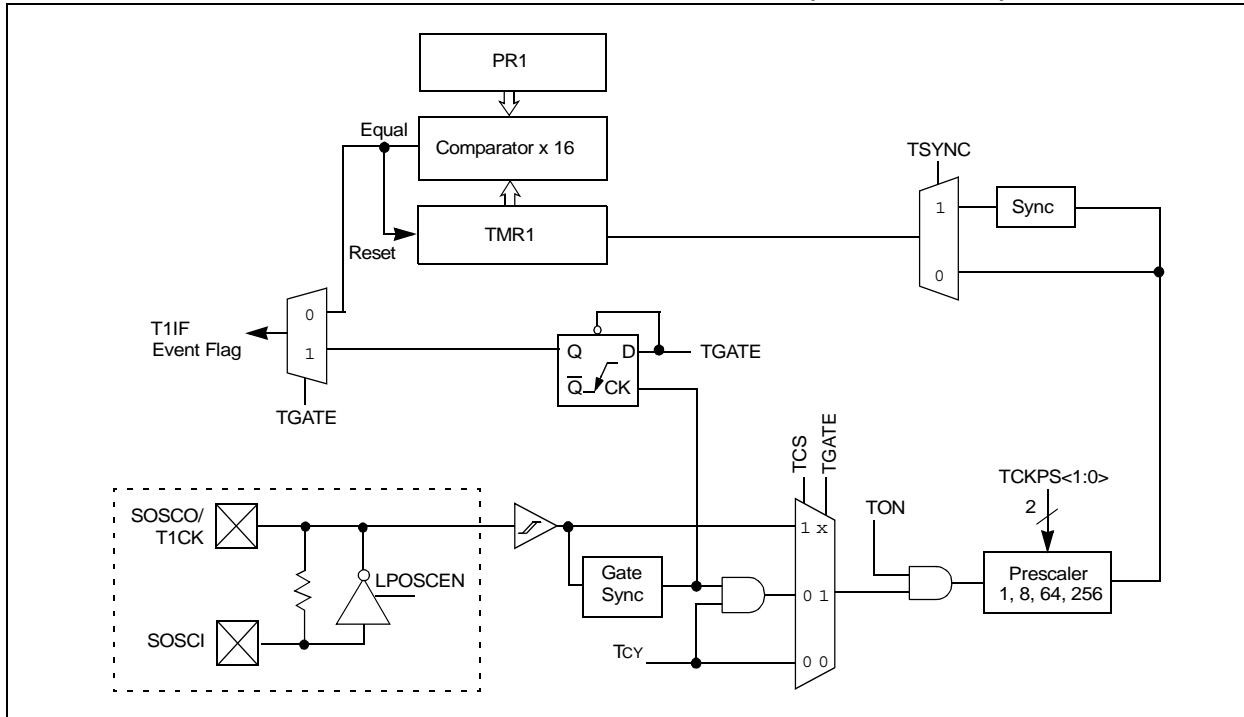 PR1
Equal
Comparator x 16
TSYNC
1
Sync
Reset
TMR1
0
0
T1IF
Event Flag
1
Q
D
TGATE
Q̅
CK
TGATE
TCS
TGATE
TCKPS<1:0>
2
SOSCO/
T1CK
1 x
TON
LPOSCEN
Gate
Sync
0 1
Prescaler
1, 8, 64, 256
SOSCI
TCY
0 0